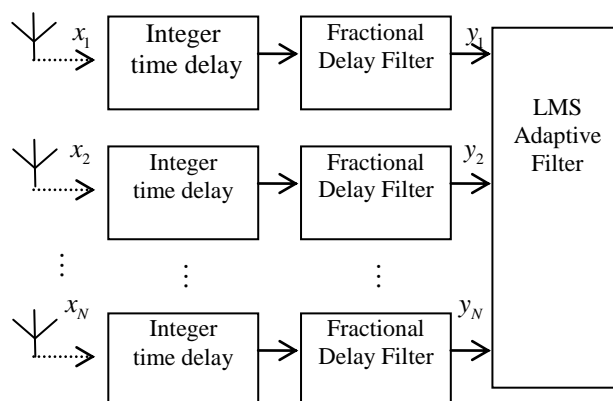 x1
Integer
time delay
Fractional
Delay Filter
y1
LMS
Adaptive
Filter
x2
Integer
time delay
Fractional
Delay Filter
y2
xN
Integer
time delay
Fractional
Delay Filter
yN